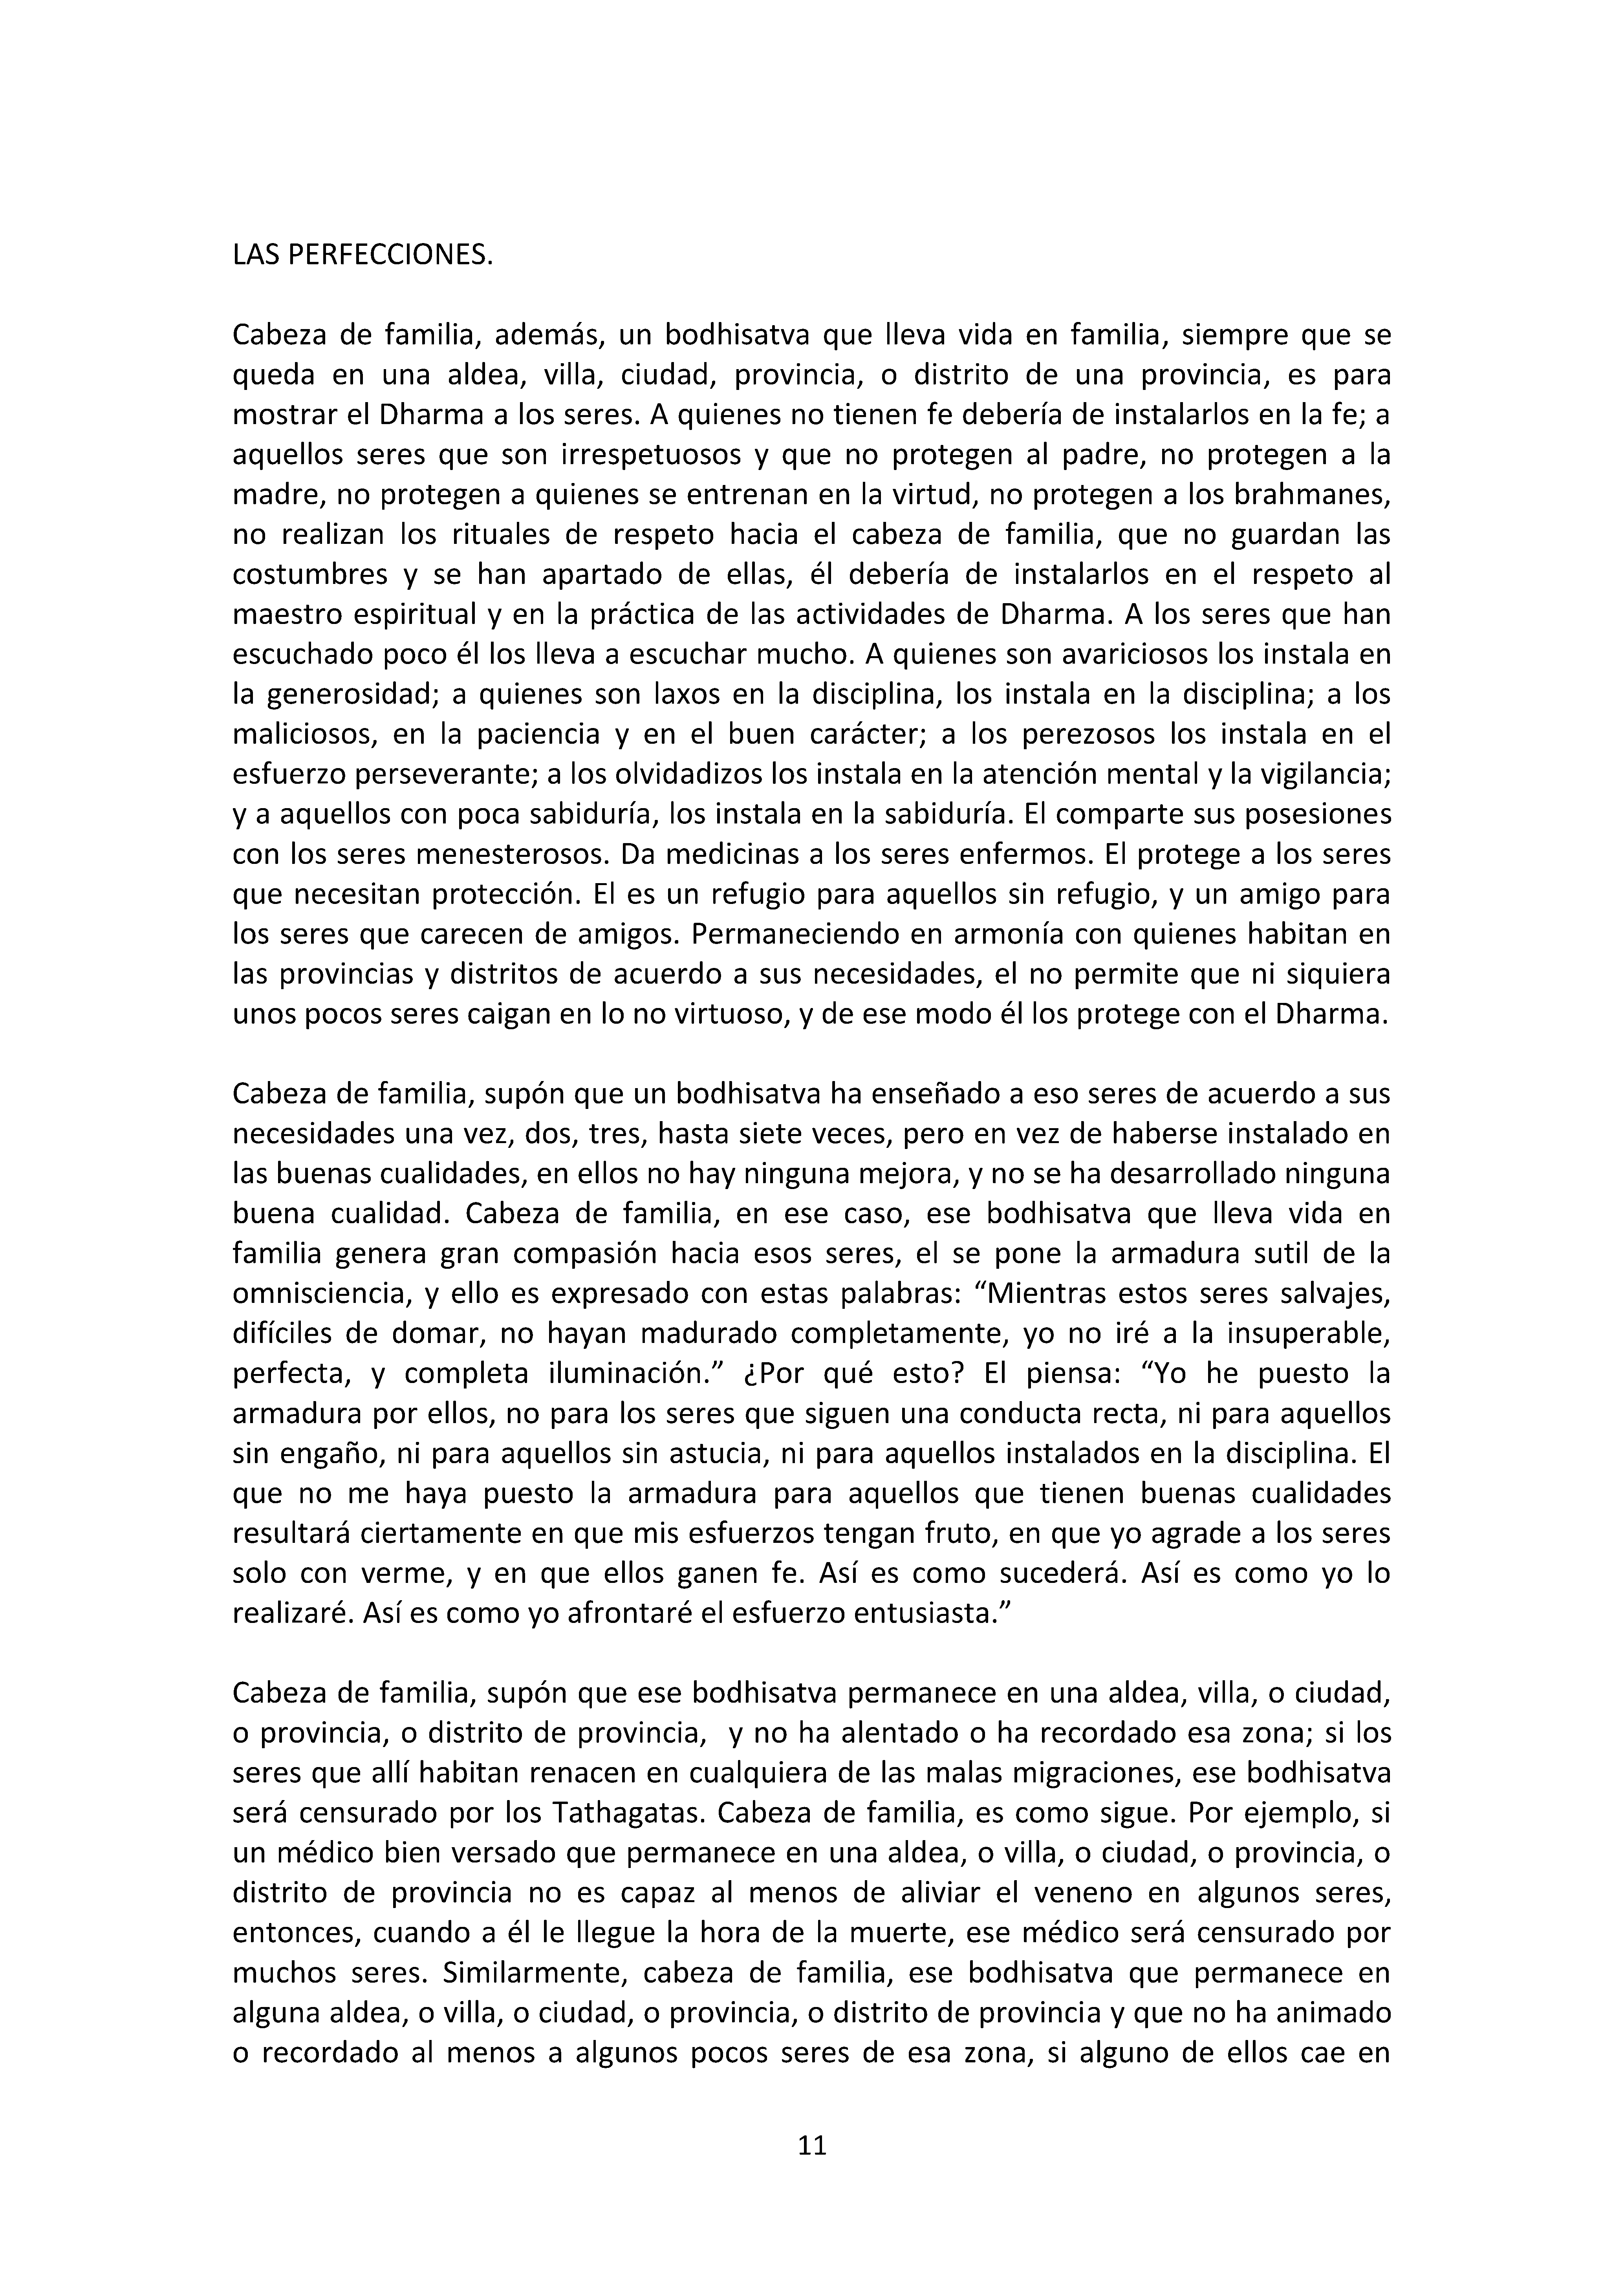 LAS PERFECCIONES.
Cabeza de familia, además, un bodhisatva que lleva vida en familia, siempre que se
queda en una aldea, villa, ciudad, provincia, o distrito de una provincia, es para
mostrar el Dharma a los seres. A quienes no tienen fe debería de instalarlos en la fe; a
aquellos seres que son irrespetuosos y que no protegen al padre, no protegen a la
madre, no protegen a quienes se entrenan en la virtud, no protegen a los brahmanes,
no realizan los rituales de respeto hacia el cabeza de familia, que no guardan las
costumbres y se han apartado de ellas, él debería de instalarlos en el respeto al
maestro espiritual y en la práctica de las actividades de Dharma. A los seres que han
escuchado poco él los lleva a escuchar mucho. A quienes son avariciosos los instala en
la generosidad; a quienes son laxos en la disciplina, los instala en la disciplina; a los
maliciosos, en la paciencia y en el buen carácter; a los perezosos los instala en el
esfuerzo perseverante; a los olvidadizos los instala en la atención mental y la vigilancia;
y a aquellos con poca sabiduría, los instala en la sabiduría. El comparte sus posesiones
con los seres menesterosos. Da medicinas a los seres enfermos. El protege a los seres
que necesitan protección. El es un refugio para aquellos sin refugio, y un amigo para
los seres que carecen de amigos. Permaneciendo en armonía con quienes habitan en
las provincias y distritos de acuerdo a sus necesidades, el no permite que ni siquiera
unos pocos seres caigan en lo no virtuoso, y de ese modo él los protege con el Dharma.
Cabeza de familia, supón que un bodhisatva ha enseñado a eso seres de acuerdo a sus
necesidades una vez, dos, tres, hasta siete veces, pero en vez de haberse instalado en
las buenas cualidades, en ellos no hay ninguna mejora, y no se ha desarrollado ninguna
buena cualidad. Cabeza de familia, en ese caso, ese bodhisatva que lleva vida en
familia genera gran compasión hacia esos seres, el se pone la armadura sutil de la
omnisciencia, y ello es expresado con estas palabras: “Mientras estos seres salvajes,
difíciles de domar, no hayan madurado completamente, yo no iré a la insuperable,
perfecta, y completa iluminación.” ¿Por qué esto? El piensa: “Yo he puesto la
armadura por ellos, no para los seres que siguen una conducta recta, ni para aquellos
sin engaño, ni para aquellos sin astucia, ni para aquellos instalados en la disciplina. El
que no me haya puesto la armadura para aquellos que tienen buenas cualidades
resultará ciertamente en que mis esfuerzos tengan fruto, en que yo agrade a los seres
solo con verme, y en que ellos ganen fe. Así es como sucederá. Así es como yo lo
realizaré. Así es como yo afrontaré el esfuerzo entusiasta.”
Cabeza de familia, supón que ese bodhisatva permanece en una aldea, villa, o ciudad,
o provincia, o distrito de provincia, y no ha alentado o ha recordado esa zona; si los
seres que allí habitan renacen en cualquiera de las malas migraciones, ese bodhisatva
será censurado por los Tathagatas. Cabeza de familia, es como sigue. Por ejemplo, si
un médico bien versado que permanece en una aldea, o villa, o ciudad, o provincia, o
distrito de provincia no es capaz al menos de aliviar el veneno en algunos seres,
entonces, cuando a él le llegue la hora de la muerte, ese médico será censurado por
muchos seres. Similarmente, cabeza de familia, ese bodhisatva que permanece en
alguna aldea, o villa, o ciudad, o provincia, o distrito de provincia y que no ha animado
o recordado al menos a algunos pocos seres de esa zona, si alguno de ellos cae en
11